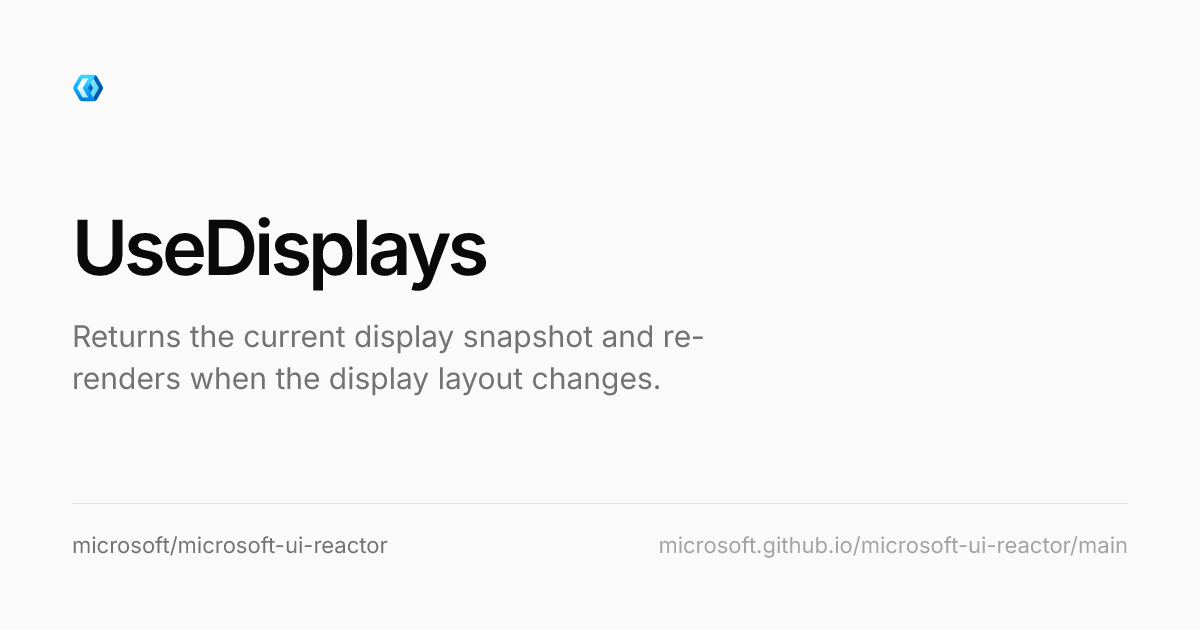 UseDisplays
Returns the current display snapshot and re-
renders when the display layout changes.
microsoft/microsoft-ui-reactor
microsoft.github.io/microsoft-ui-reactor/main